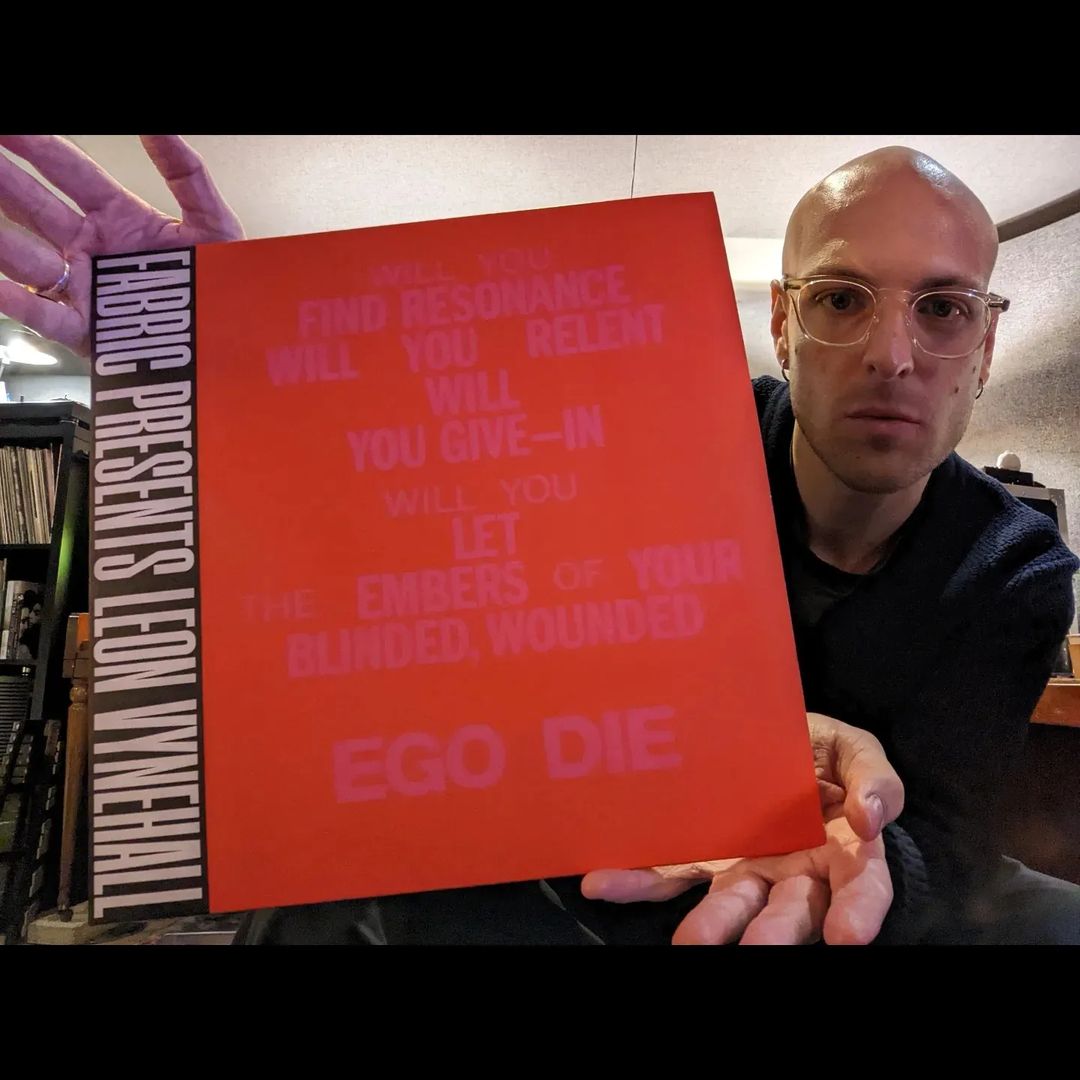 FABRIC PRESENTS LEON VYNEHALL
WILL YOU
FIND RESONANCE
WILL YOU RELENT
WILL
YOU GIVE—IN
WILL YOU
LET
THE EMBERS OF YOUR
BLINDED, WOUNDED
EGO DIE